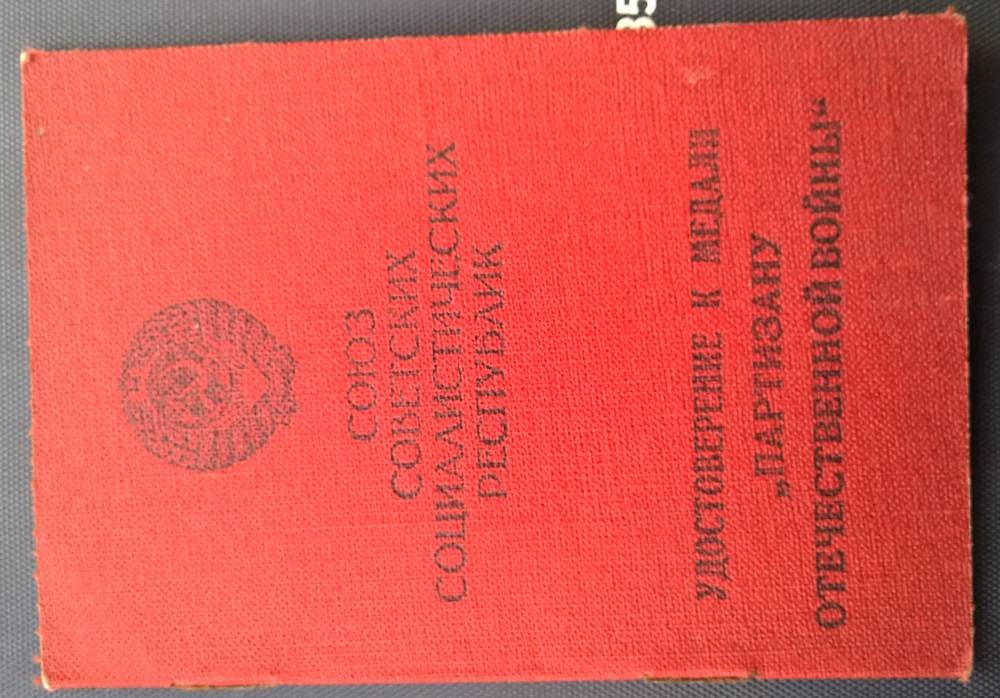 СОЮЗ
СОВЕТСКИХ
СОЦИАЛИСТИЧЕСКИХ
РЕСПУБЛИК
УДОСТОВЕРЕНИЕ К МЕДАЛИ
„ПАРТИЗАНУ
ОТЕЧЕСТВЕННОЙ ВОЙНЫ“